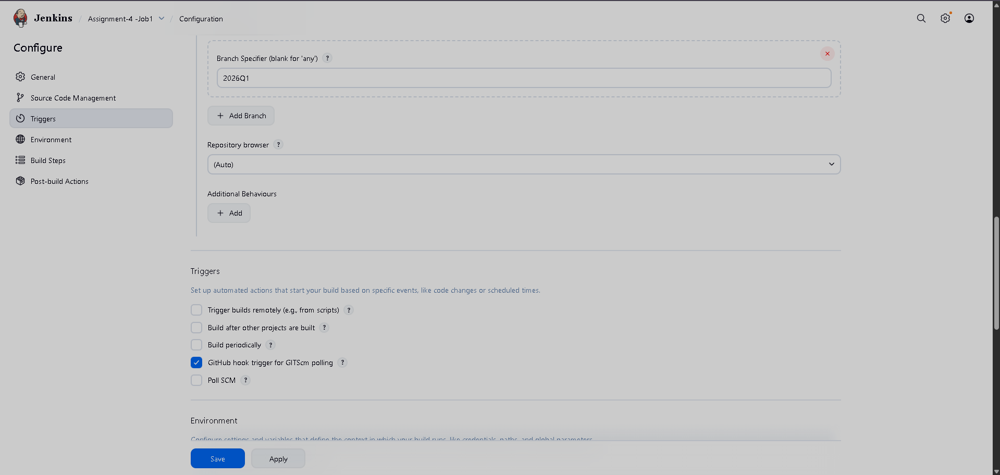 Jenkins / Assignment-4 -Job1 / Configuration
Configure
General
Source Code Management
Triggers
Environment
Build Steps
Post-build Actions
Branch Specifier (blank for 'any') ?
2026Q1
+ Add Branch
Repository browser ?
(Auto)
Additional Behaviours
+ Add
Triggers
Set up automated actions that start your build based on specific events, like code changes or scheduled times.
Trigger builds remotely (e.g., from scripts) ?
Build after other projects are built ?
Build periodically ?
GitHub hook trigger for GITScm polling ?
Poll SCM ?
Environment
Configure settings and variables that define the context in which your build runs, like credentials, paths, and global parameters.
Save
Apply